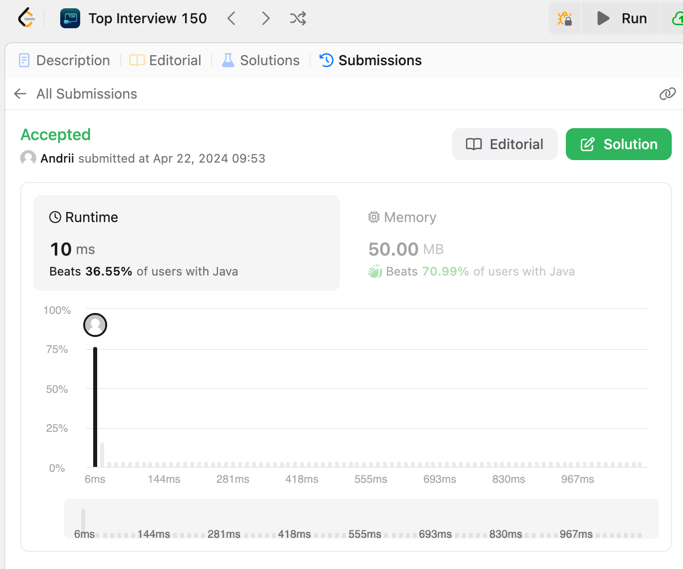 Top Interview 150
Run
Description
Editorial
Solutions
Submissions
All Submissions
Accepted
Andrii submitted at Apr 22, 2024 09:53
Editorial
Solution
Runtime
10 ms
Beats 36.55% of users with Java
Memory
50.00 MB
Beats 70.99% of users with Java
100%
75%
50%
25%
0%
6ms 144ms 281ms 418ms 555ms 693ms 830ms 967ms
6ms 144ms 281ms 418ms 555ms 693ms 830ms 967ms